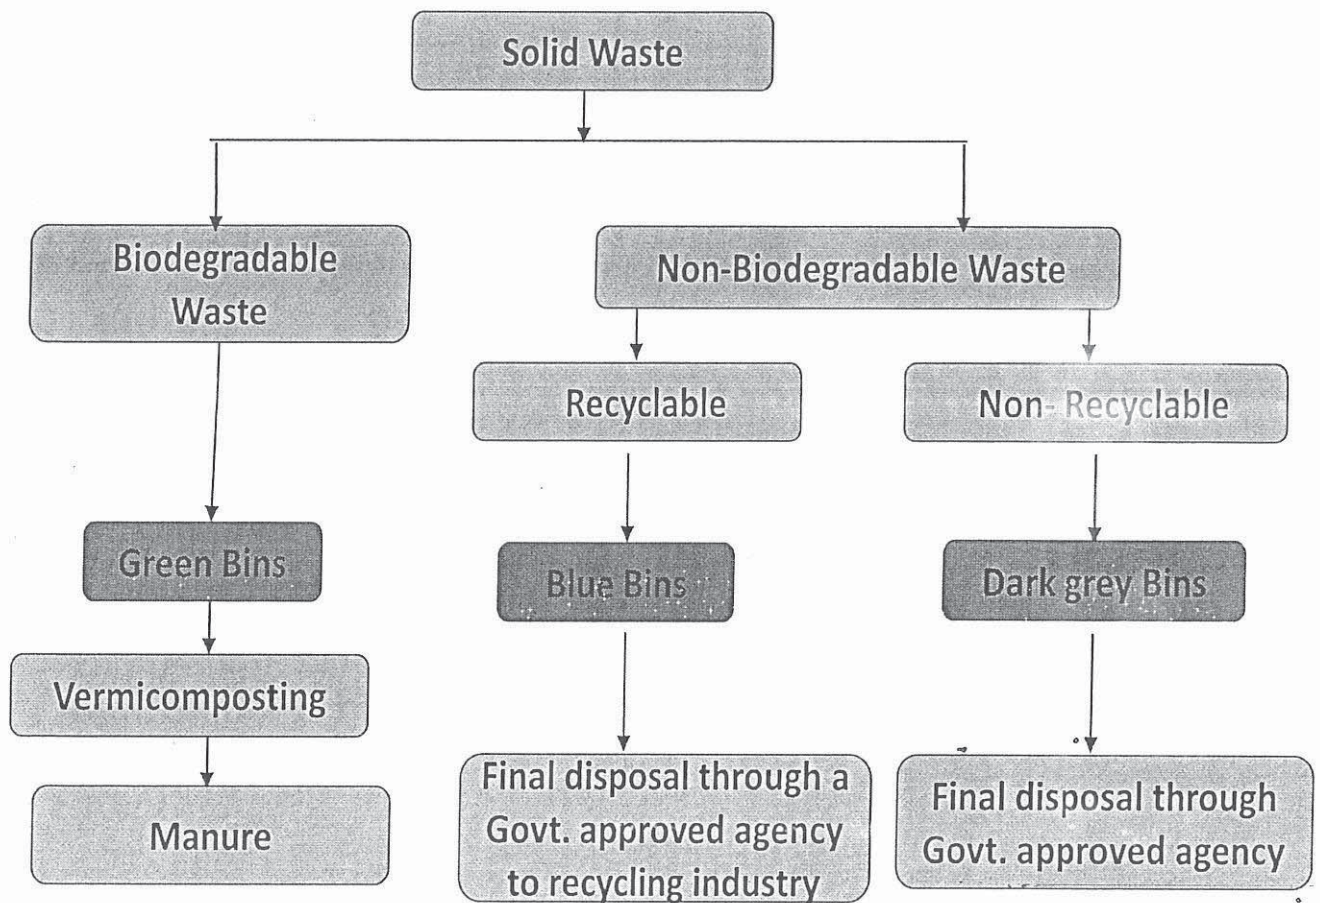 Solid Waste
Biodegradable
Waste
Non-Biodegradable Waste
Recyclable
Non- Recyclable
Green Bins
Blue Bins
Dark grey Bins
Vermicomposting
Manure
Final disposal through a
Govt. approved agency
to recycling industry
Final disposal through
Govt. approved agency